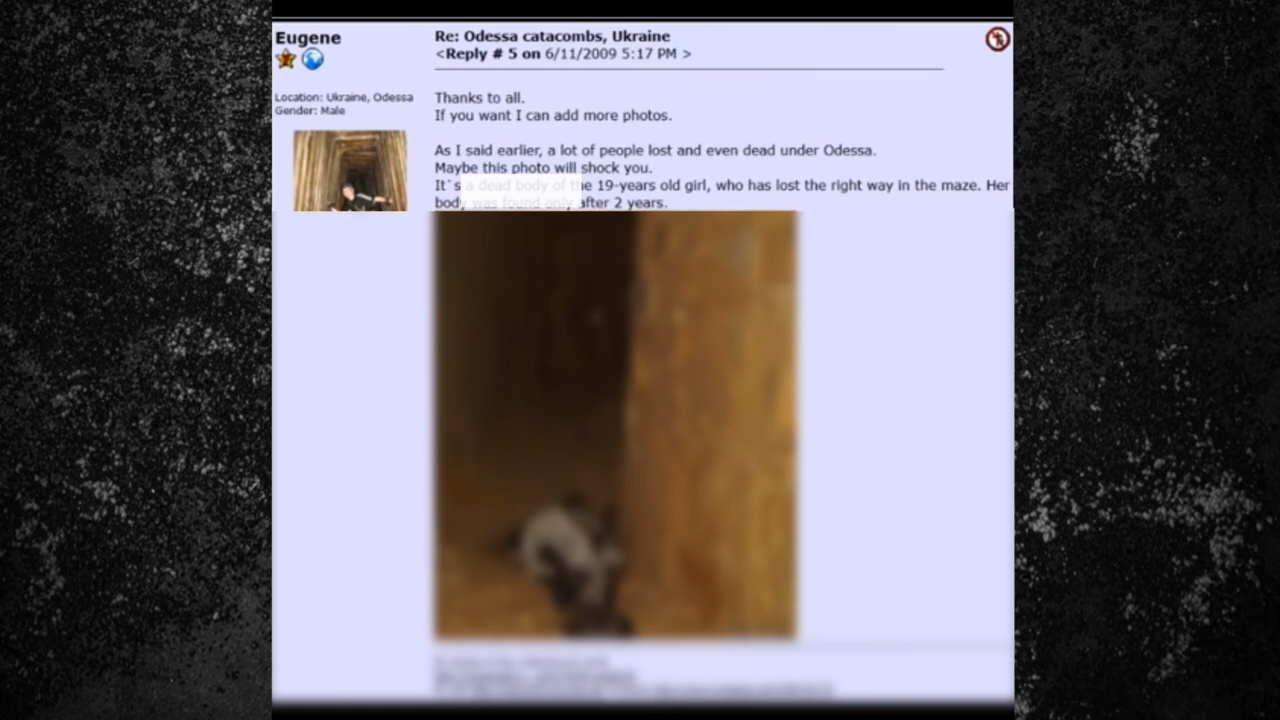 Eugene
Location: Ukraine, Odessa
Gender: Male
Re: Odessa catacombs, Ukraine
<Reply # 5 on 6/11/2009 5:17 PM >
Thanks to all.
If you want I can add more photos.
As I said earlier, a lot of people lost and even dead under Odessa.
Maybe this photo will shock you.
It`s a dead body of the 19-years old girl, who has lost the right way in the maze. Her
body was found only after 2 years.